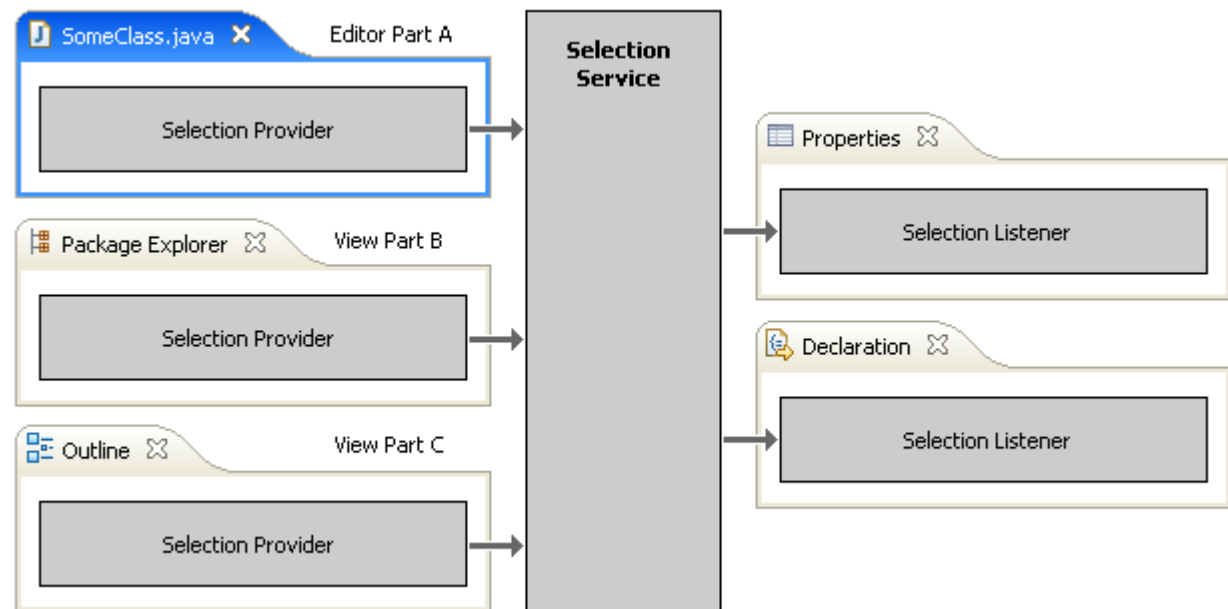 SomeClass.java
Editor Part A
Selection Provider
Package Explorer
View Part B
Selection Provider
Outline
View Part C
Selection Provider
Selection
Service
Properties
Selection Listener
Declaration
Selection Listener